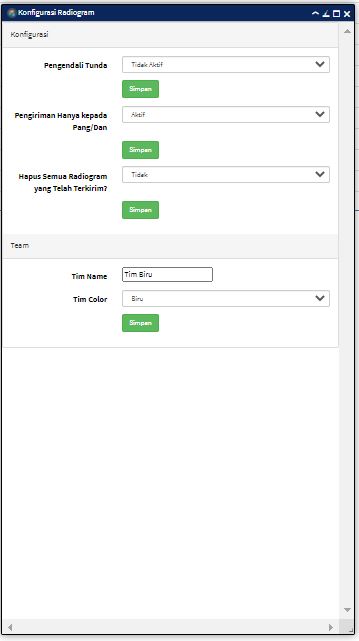 Konfigurasi Radiogram
Konfigurasi
Pengendali Tunda
Tidak Aktif
Simpan
Pengiriman Hanya kepada
Pang/Dan
Aktif
Simpan
Hapus Semua Radiogram
yang Telah Terkirim?
Tidak
Simpan
Team
Tim Name
Tim Biru
Tim Color
Biru
Simpan